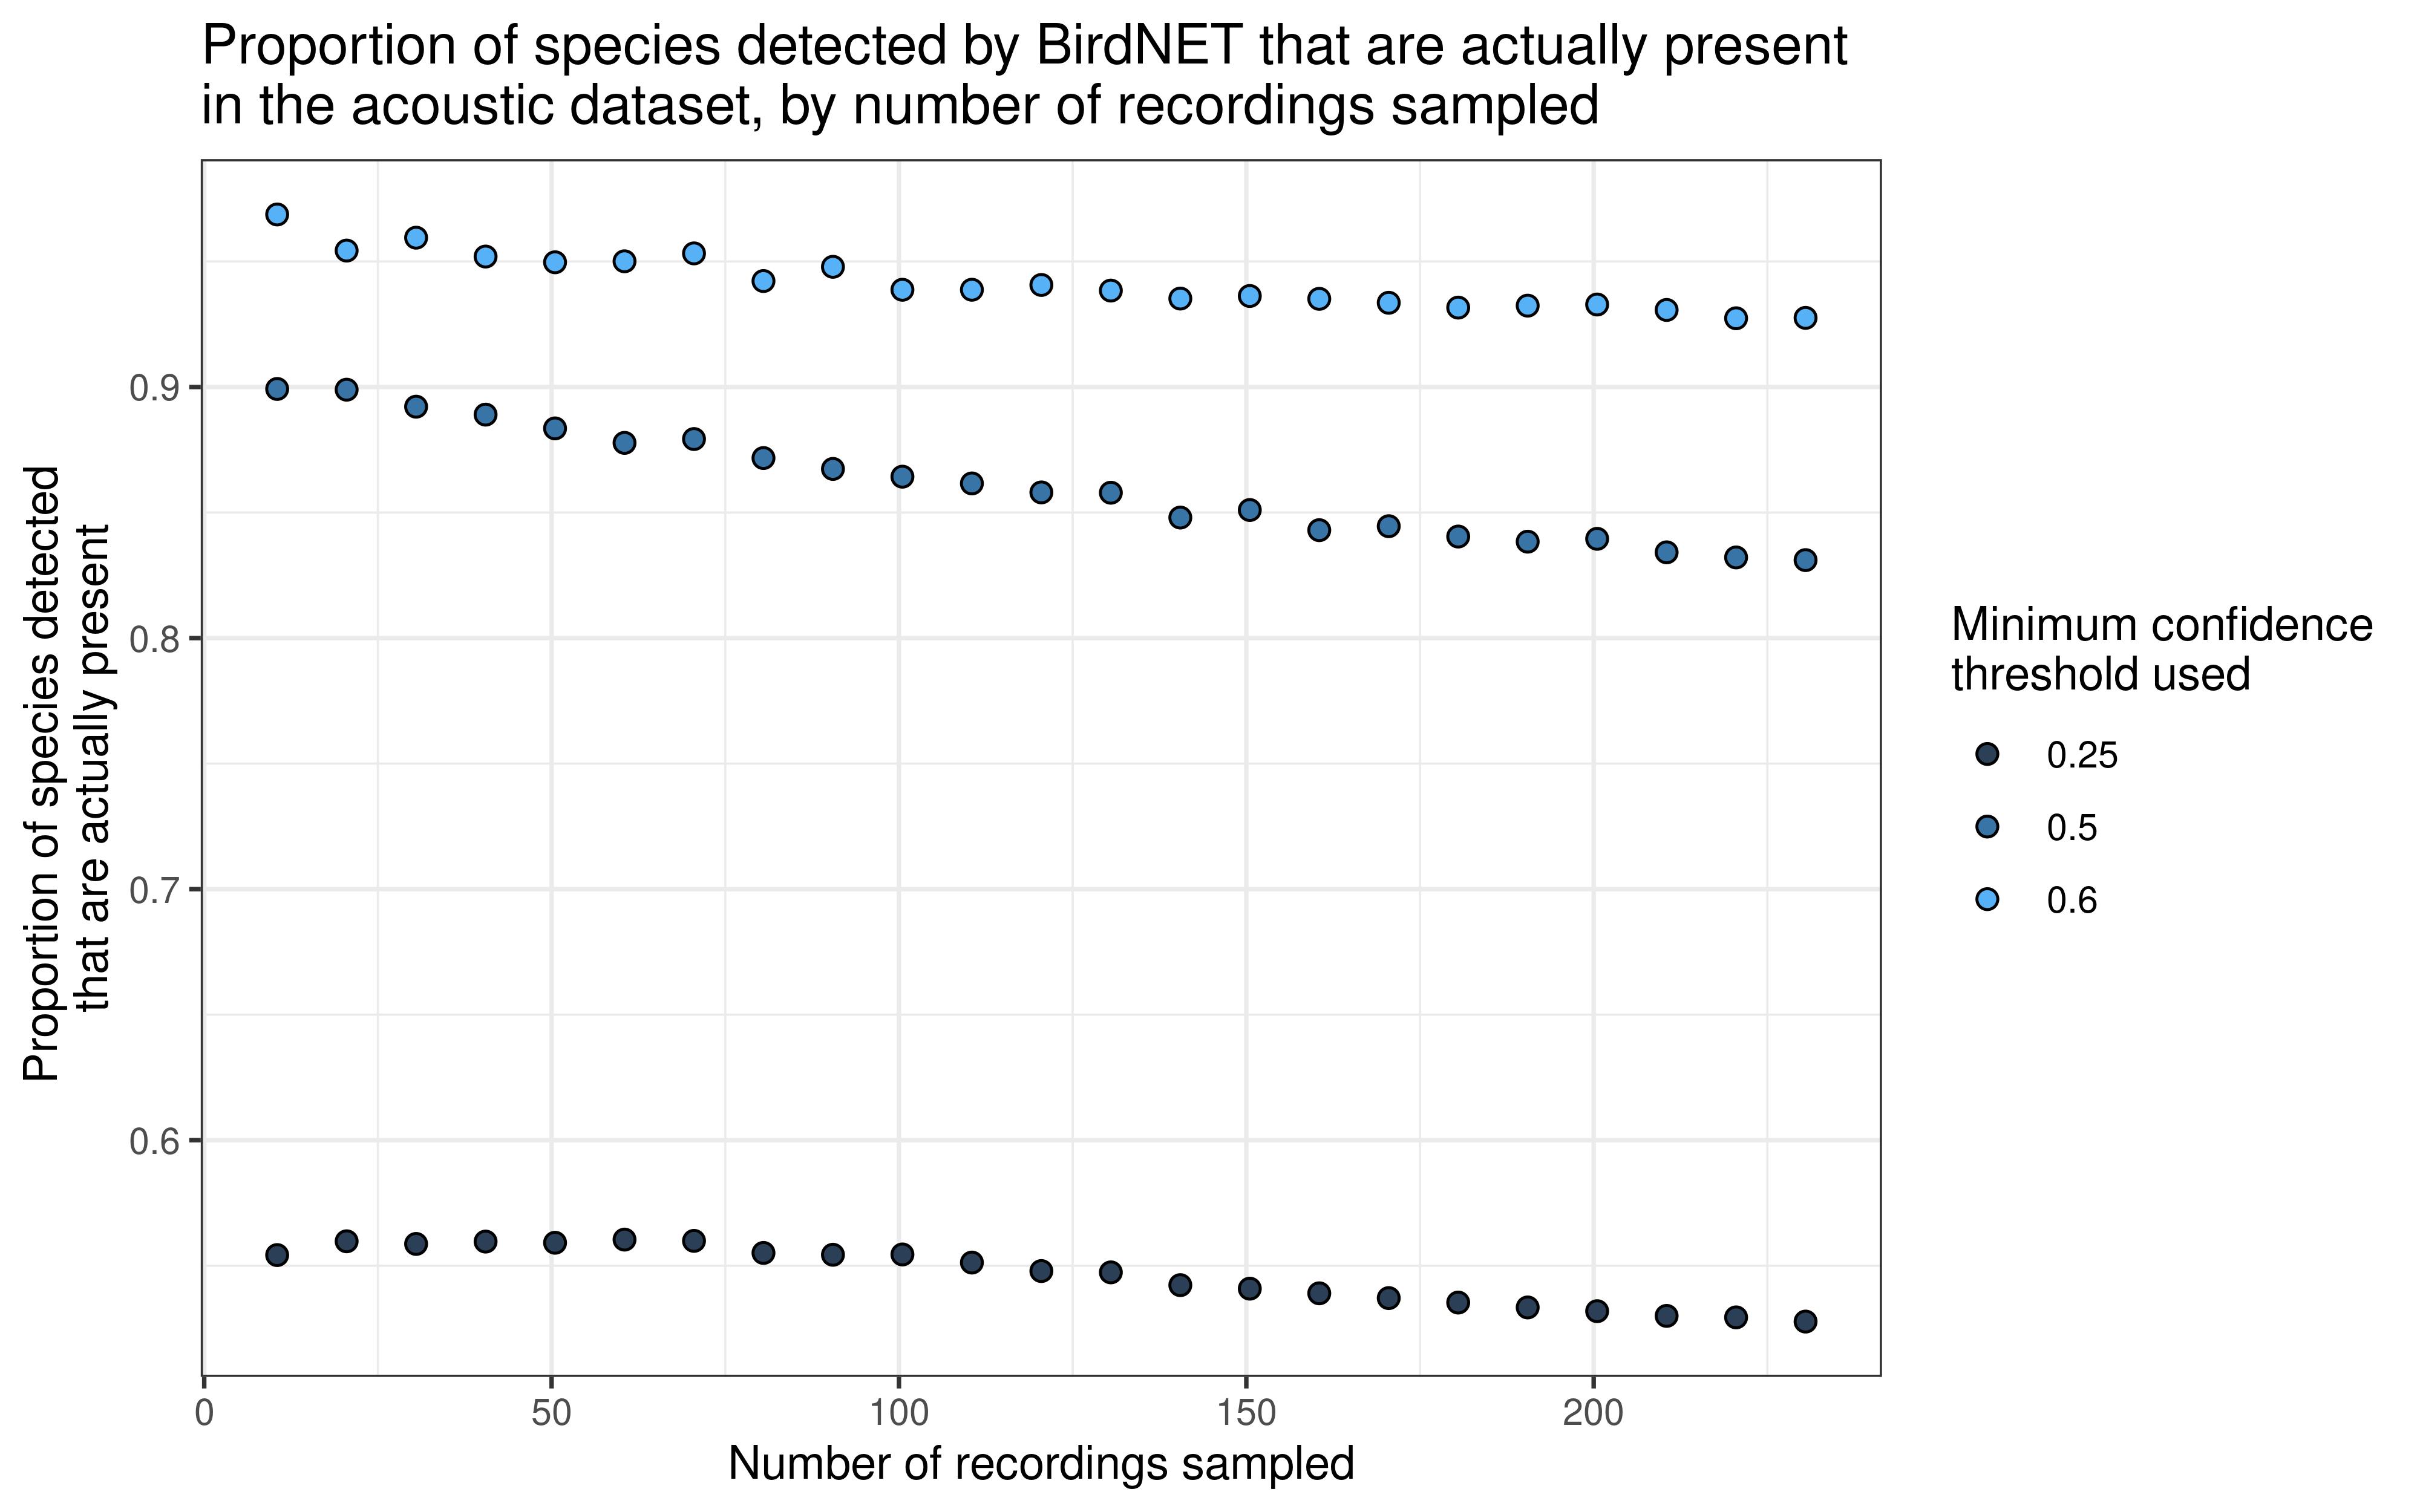 Proportion of species detected by BirdNET that are actually present
in the acoustic dataset, by number of recordings sampled
Proportion of species detected
that are actually present
0.9
0.8
0.7
0.6
0
50
100
150
200
Number of recordings sampled
Minimum confidence
threshold used
0.25
0.5
0.6